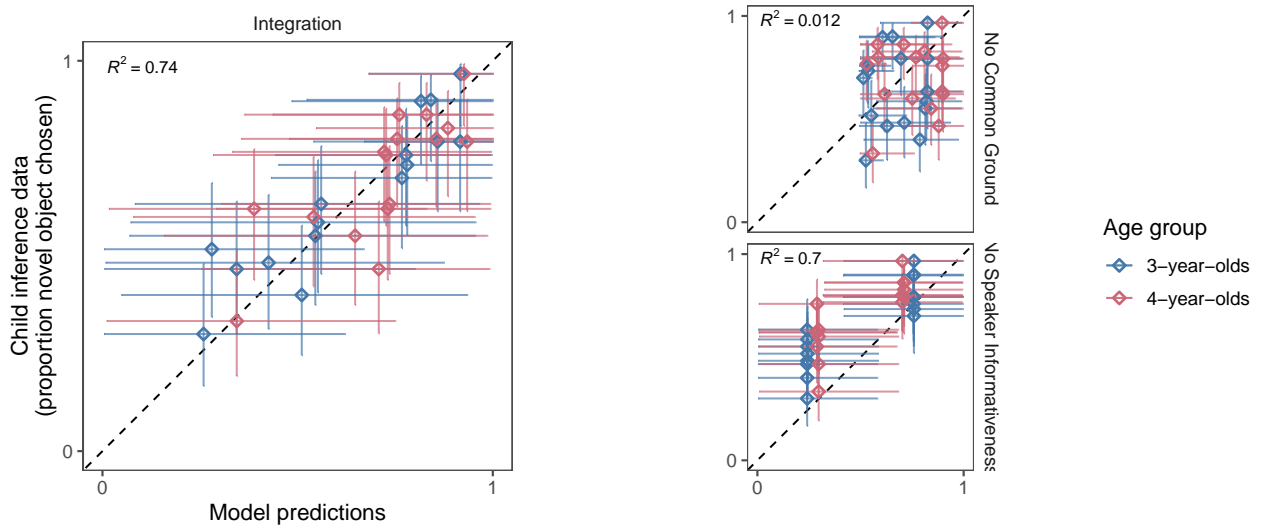 Integration
R² = 0.74
1
0
0
1
Model predictions
Child inference data
(proportion novel object chosen)
R² = 0.012
1
0
No Common Ground
R² = 0.7
1
0
0
1
No Speaker Informativeness
Age group
3−year−olds
4−year−olds